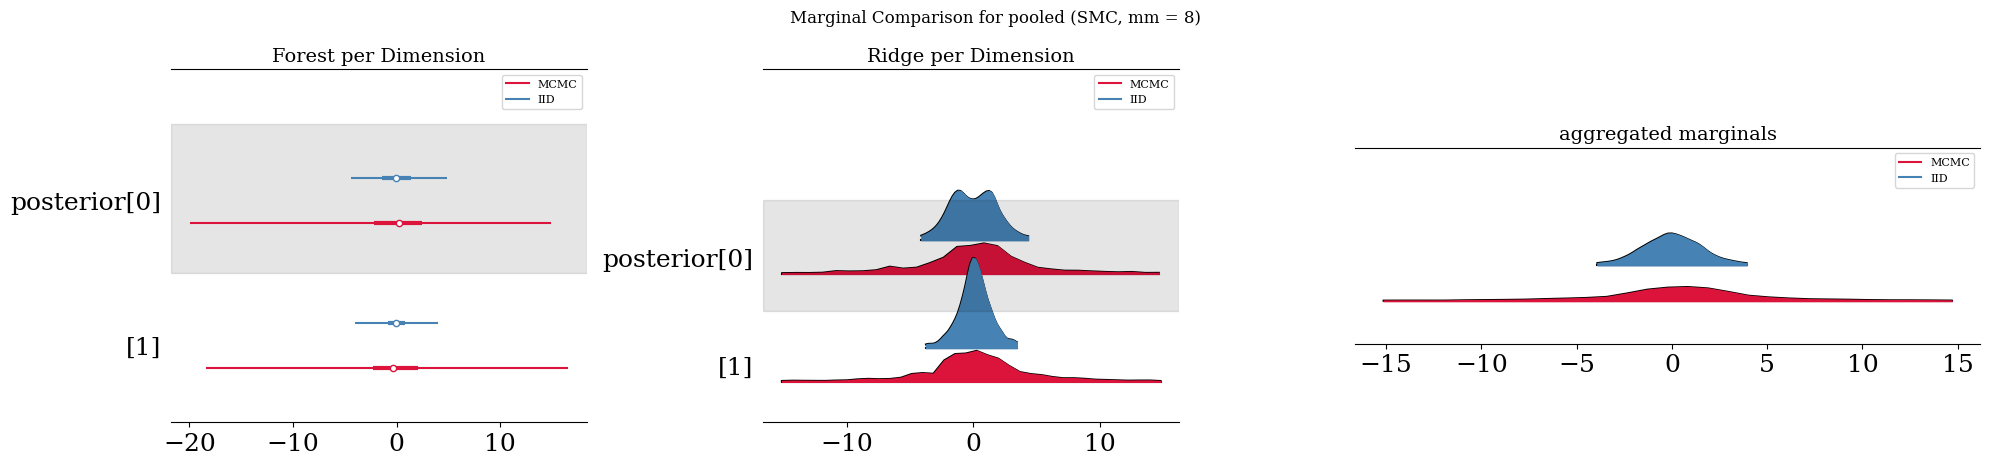 Marginal Comparison for pooled (SMC, mm = 8)
Forest per Dimension
MCMC
IID
posterior[0]
[1]
−20 −10 0 10
Ridge per Dimension
MCMC
IID
posterior[0]
[1]
−10 0 10
aggregated marginals
MCMC
IID
−15 −10 −5 0 5 10 15